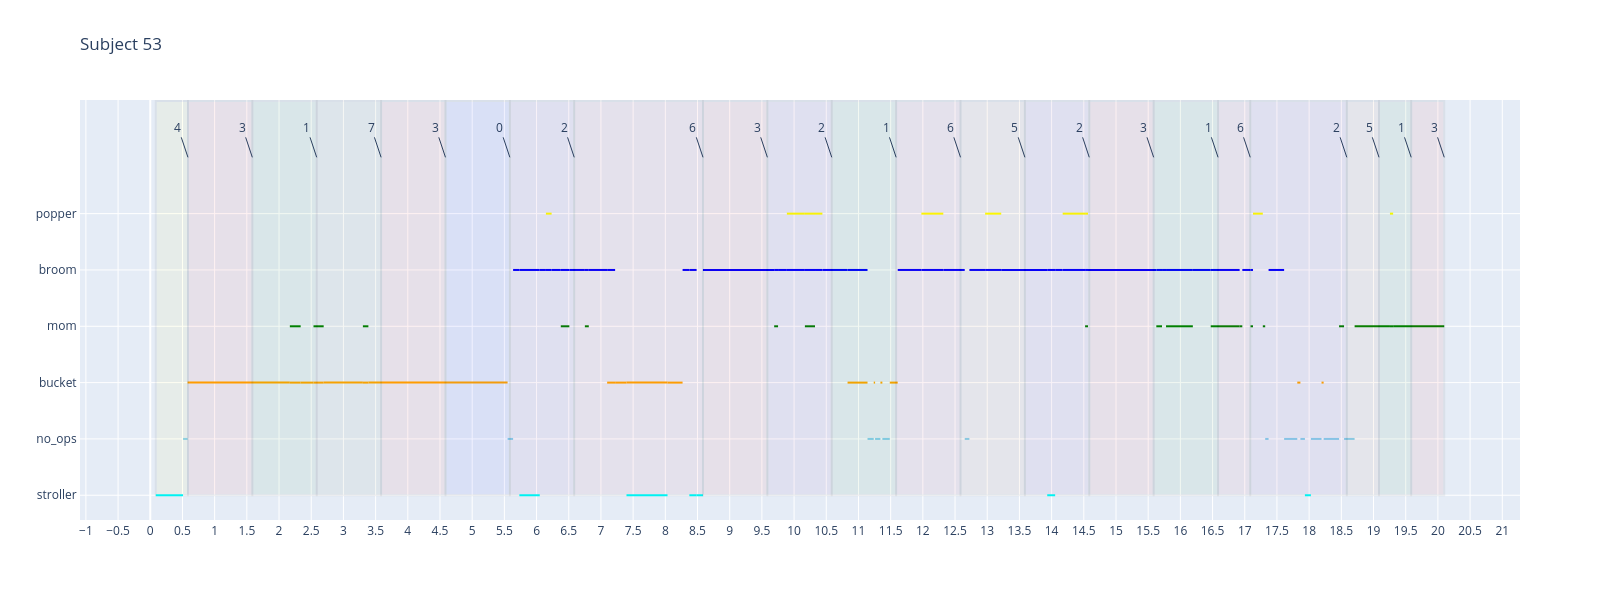 Subject 53
4 3 1 7 3 0 2 6 3 2 1 6 5 2 3 1 6 2 5 1 3
popper
broom
mom
bucket
no_ops
stroller
−1 −0.5 0 0.5 1 1.5 2 2.5 3 3.5 4 4.5 5 5.5 6 6.5 7 7.5 8 8.5 9 9.5 10 10.5 11 11.5 12 12.5 13 13.5 14 14.5 15 15.5 16 16.5 17 17.5 18 18.5 19 19.5 20 20.5 21